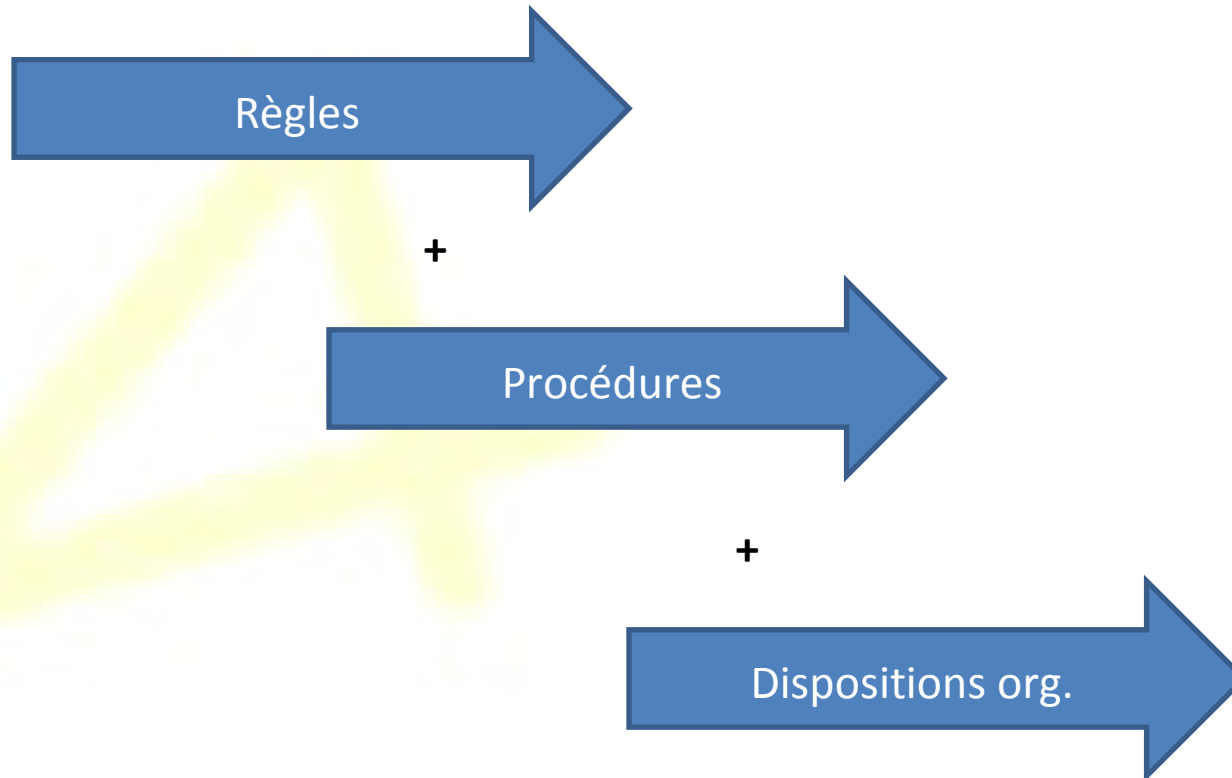 Règles
+
Procédures
+
Dispositions org.